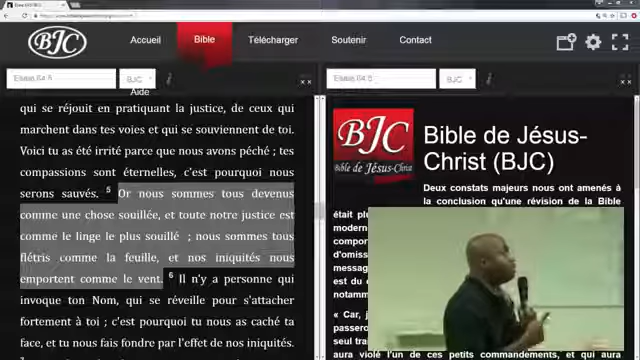 BJC
Accueil
Bible
Télécharger
Soutenir
Contact
BJC
Aide
BJC
qui se réjouit en pratiquant la justice, de ceux qui
marchent dans tes voies et qui se souviennent de toi.
Voici tu as été irrité parce que nous avons péché ; tes
compassions sont éternelles, c'est pourquoi nous
serons sauvés. 5 Or nous sommes tous devenus
comme une chose souillée, et toute notre justice est
comme le linge le plus souillé ; nous sommes tous
flétris comme la feuille, et nos iniquités nous
emportent comme le vent. 6 Il n'y a personne qui
invoque ton Nom, qui se réveille pour s'attacher
fortement à toi ; c'est pourquoi tu nous as caché ta
face, et tu nous fais fondre par l'effet de nos iniquités.
BJC
Bible de Jésus-Christ
Bible de Jésus-
Christ (BJC)
Deux constats majeurs nous ont amenés à
la conclusion qu'une révision de la Bible
était
modern
compor
d'omiss
messag
est du
notamm
« Car, j
passero
seul tra
aura violé l'un de ces petits commandements, et qui aura